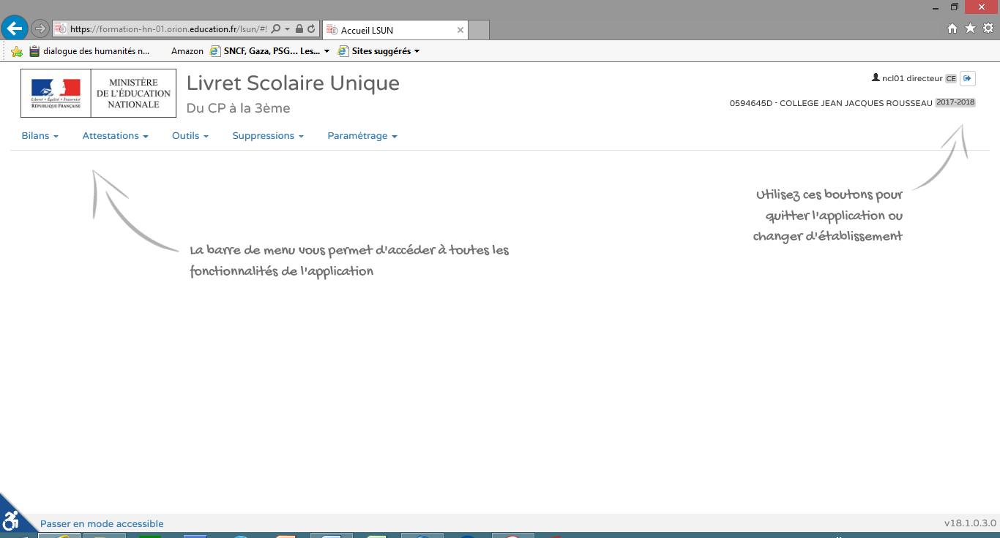 https://formation-hn-01.orion.education.fr/lsun/#!
Accueil LSUN
dialogue des humanités n...
Amazon
SNCF, Gaza, PSG... Les...
Sites suggérés
Liberté • Égalité • Fraternité
RÉPUBLIQUE FRANÇAISE
MINISTÈRE
DE L'ÉDUCATION
NATIONALE
Livret Scolaire Unique
Du CP à la 3ème
ncl01 directeur CE
0594645D - COLLEGE JEAN JACQUES ROUSSEAU 2017-2018
Bilans
Attestations
Outils
Suppressions
Paramétrage
Utilisez ces boutons pour
quitter l'application ou
changer d'établissement
La barre de menu vous permet d'accéder à toutes les
fonctionnalités de l'application
Passer en mode accessible
v18.1.0.3.0